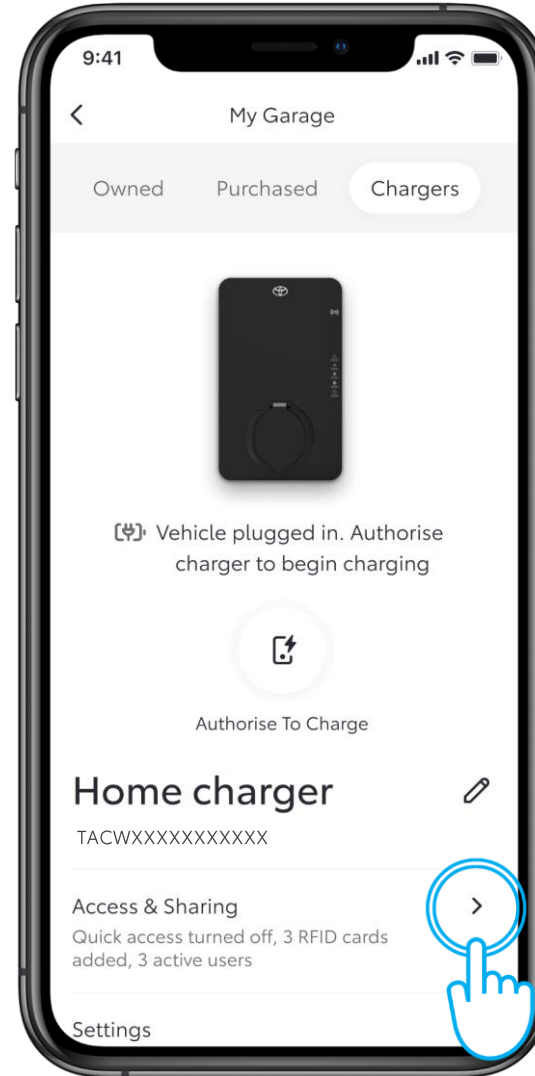 9:41
My Garage
Owned Purchased Chargers
Vehicle plugged in. Authorise
charger to begin charging
Authorise To Charge
Home charger
TACWXXXXXXXXXXX
Access & Sharing
Quick access turned off, 3 RFID cards
added, 3 active users
Settings